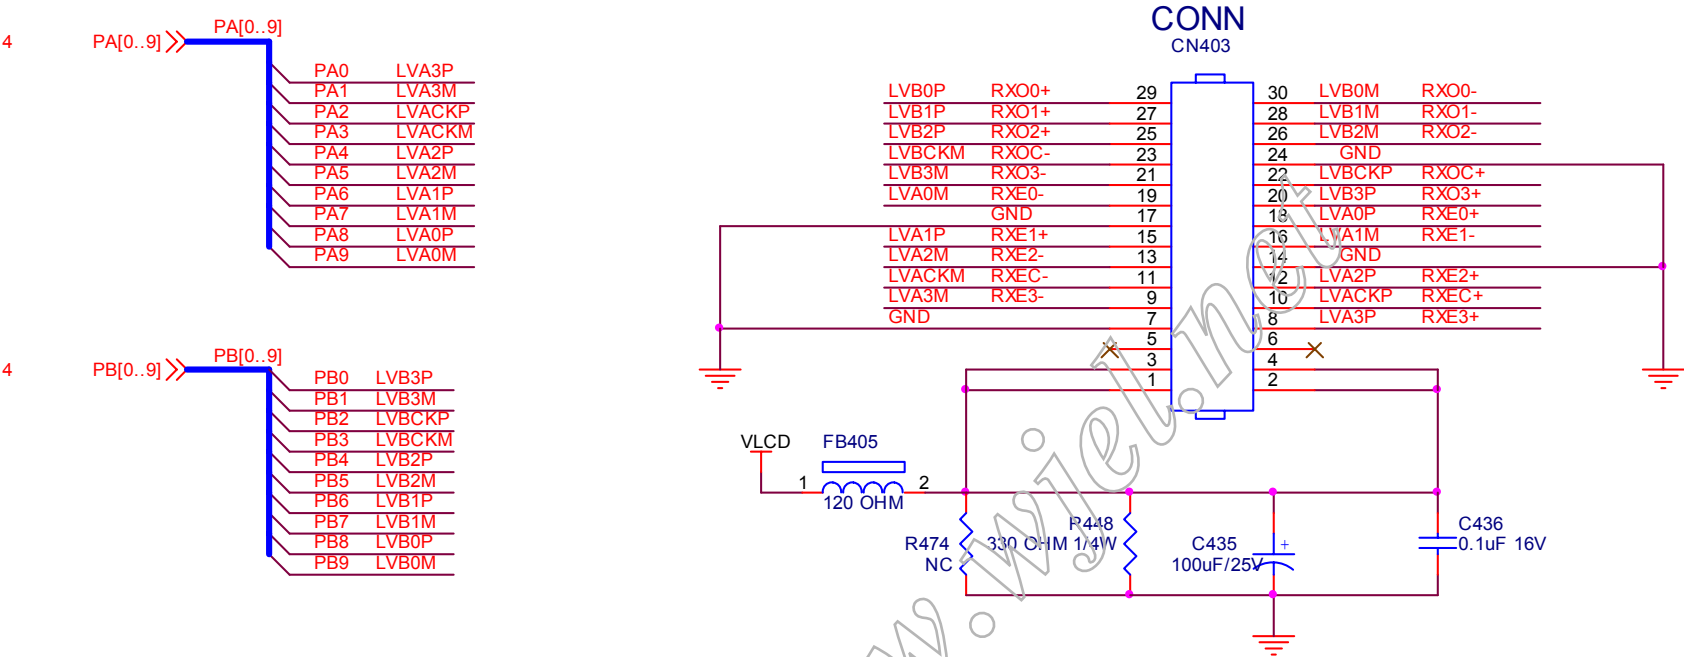 CONN
CN403
4 PA[0..9] PA[0..9]
PA0 LVA3P
PA1 LVA3M
PA2 LVACKP
PA3 LVACKM
PA4 LVA2P
PA5 LVA2M
PA6 LVA1P
PA7 LVA1M
PA8 LVA0P
PA9 LVA0M
4 PB[0..9] PB[0..9]
PB0 LVB3P
PB1 LVB3M
PB2 LVBCKP
PB3 LVBCKM
PB4 LVB2P
PB5 LVB2M
PB6 LVB1P
PB7 LVB1M
PB8 LVB0P
PB9 LVB0M
LVB0P RXO0+ 29 30 LVB0M RXO0-
LVB1P RXO1+ 27 28 LVB1M RXO1-
LVB2P RXO2+ 25 26 LVB2M RXO2-
LVBCKM RXOC- 23 24 GND
LVB3M RXO3- 21 22 LVBCKP RXOC+
LVA0M RXE0- 19 20 LVB3P RXO3+
GND 17 18 LVA0P RXE0+
LVA1P RXE1+ 15 16 LVA1M RXE1-
LVA2M RXE2- 13 14 GND
LVACKM RXEC- 11 12 LVA2P RXE2+
LVA3M RXE3- 9 10 LVACKP RXEC+
GND 7 8 LVA3P RXE3+
5 6
3 4
1 2
VLCD FB405
1 2
120 OHM
R474
NC
R448
330 OHM 1/4W
C435
100uF/25V
+
C436
0.1uF 16V
w.wjel.net